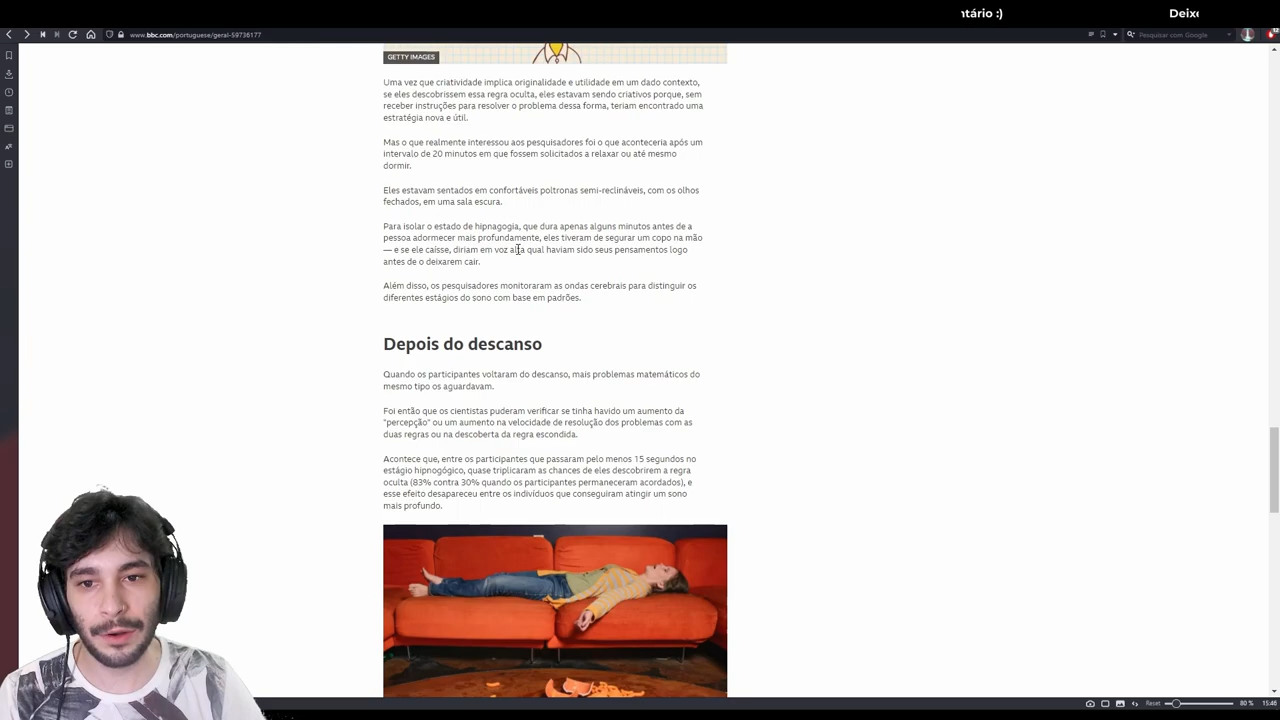 ntário :)
Deixe
www.bbc.com/portuguese/geral-59736177
Pesquisar com Google
GETTY IMAGES
Uma vez que criatividade implica originalidade e utilidade em um dado contexto,
se eles descobrissem essa regra oculta, eles estavam sendo criativos porque, sem
receber instruções para resolver o problema dessa forma, teriam encontrado uma
estratégia nova e útil.
Mas o que realmente interessou aos pesquisadores foi o que aconteceria após um
intervalo de 20 minutos em que fossem solicitados a relaxar ou até mesmo
dormir.
Eles estavam sentados em confortáveis poltronas semi-reclináveis, com os olhos
fechados, em uma sala escura.
Para isolar o estado de hipnagogia, que dura apenas alguns minutos antes de a
pessoa adormecer mais profundamente, eles tiveram de segurar um copo na mão
— e se ele caísse, diriam em voz alta qual haviam sido seus pensamentos logo
antes de o deixarem cair.
Além disso, os pesquisadores monitoraram as ondas cerebrais para distinguir os
diferentes estágios do sono com base em padrões.
Depois do descanso
Quando os participantes voltaram do descanso, mais problemas matemáticos do
mesmo tipo os aguardavam.
Foi então que os cientistas puderam verificar se tinha havido um aumento da
"percepção" ou um aumento na velocidade de resolução dos problemas com as
duas regras ou na descoberta da regra escondida.
Acontece que, entre os participantes que passaram pelo menos 15 segundos no
estágio hipnogógico, quase triplicaram as chances de eles descobrirem a regra
oculta (83% contra 30% quando os participantes permaneceram acordados), e
esse efeito desapareceu entre os indivíduos que conseguiram atingir um sono
mais profundo.
Reset
80 %
15:46